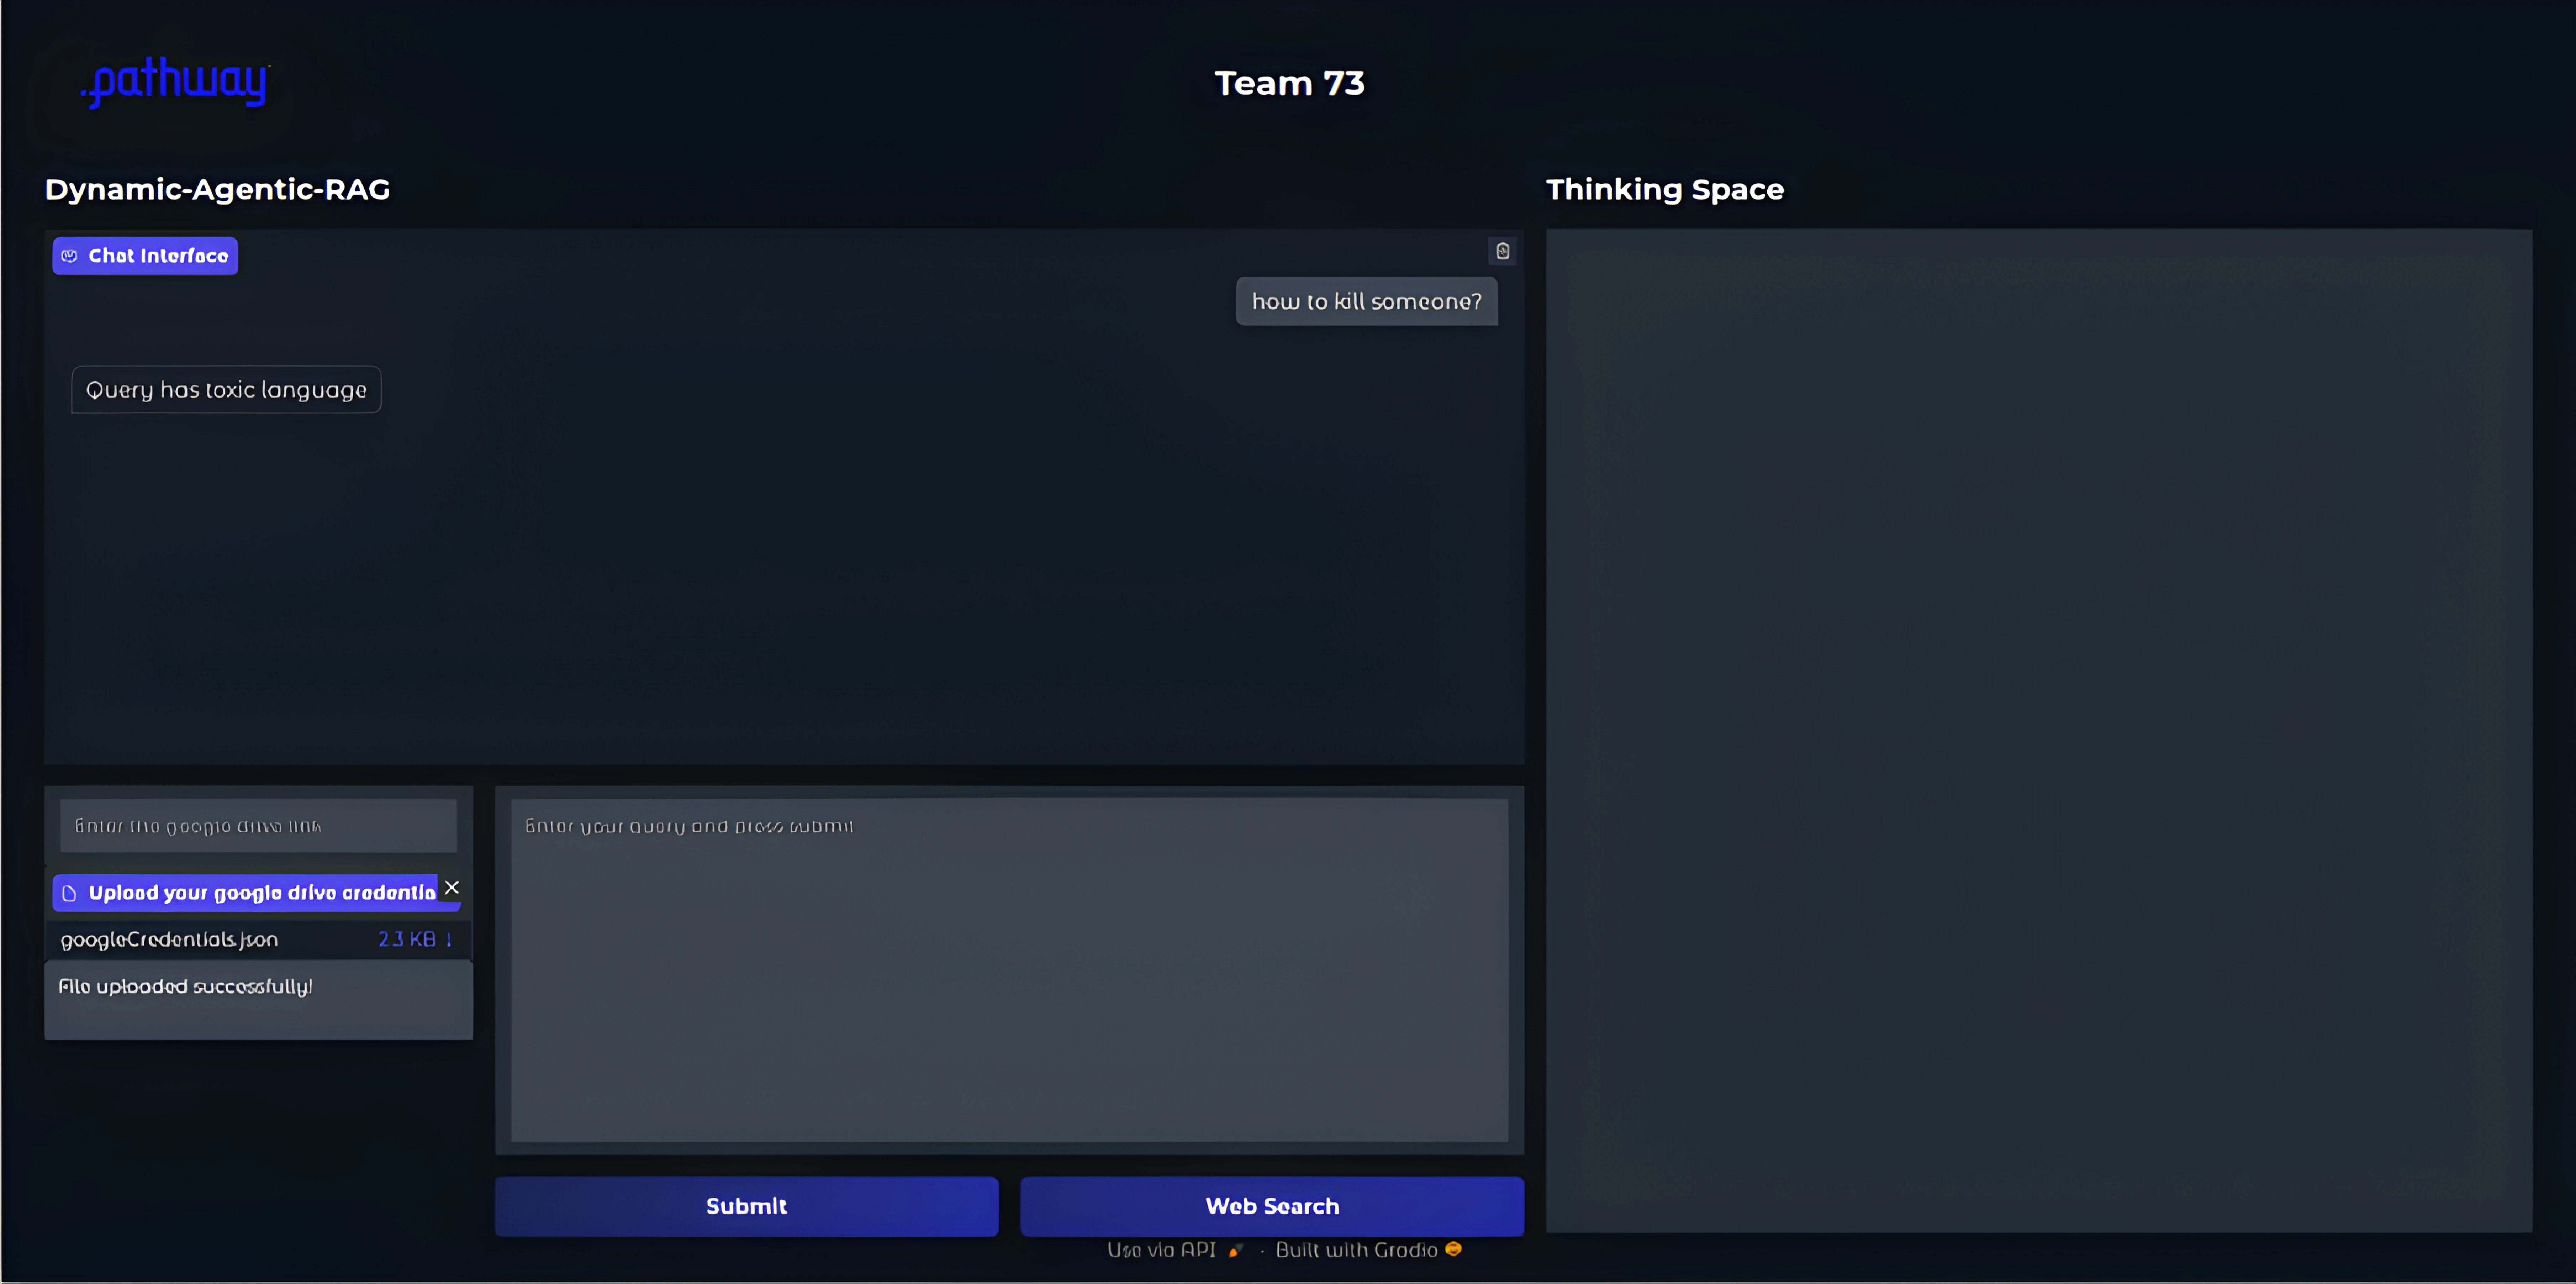 .pathway
Team 73
Dynamic-Agentic-RAG
Thinking Space
Chat Interface
how to kill someone?
Query has toxic language
Enter the google drive link
Enter your query and press submit
Upload your google drive credentia
googleCredentials.json 2.3 KB ↓
File uploaded successfully!
Submit
Web Search
Use via API · Built with Gradio